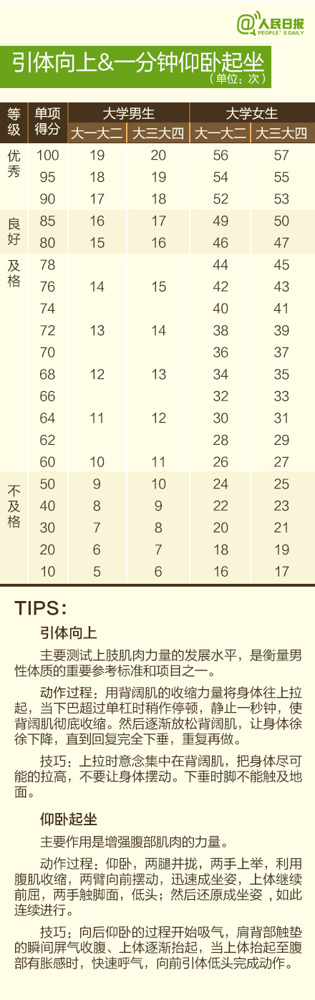 人民日报
PEOPLE'S DAILY
引体向上&一分钟仰卧起坐
（单位：次）
等级 单项得分 大学男生 大学女生
大一大二 大三大四 大一大二 大三大四
优秀 100 19 20 56 57
95 18 19 54 55
90 17 18 52 53
良好 85 16 17 49 50
80 15 16 46 47
及格 78 44 45
76 14 15 42 43
74 40 41
72 13 14 38 39
70 36 37
68 12 13 34 35
66 32 33
64 11 12 30 31
62 28 29
60 10 11 26 27
不及格 50 9 10 24 25
40 8 9 22 23
30 7 8 20 21
20 6 7 18 19
10 5 6 16 17
TIPS：
引体向上
主要测试上肢肌肉力量的发展水平，是衡量男
性体质的重要参考标准和项目之一。
动作过程：用背阔肌的收缩力量将身体往上拉
起，当下巴超过单杠时稍作停顿，静止一秒钟，使
背阔肌彻底收缩。然后逐渐放松背阔肌，让身体徐
徐下降，直到回复完全下垂，重复再做。
技巧：上拉时意念集中在背阔肌，把身体尽可
能的拉高，不要让身体摆动。下垂时脚不能触及地
面。
仰卧起坐
主要作用是增强腹部肌肉的力量。
动作过程：仰卧，两腿并拢，两手上举，利用
腹肌收缩，两臂向前摆动，迅速成坐姿，上体继续
前屈，两手触脚面，低头；然后还原成坐姿，如此
连续进行。
技巧：向后仰卧的过程开始吸气，肩背部触垫
的瞬间屏气收腹、上体逐渐抬起，当上体抬起至腹
部有胀感时，快速呼气，向前引体低头完成动作。